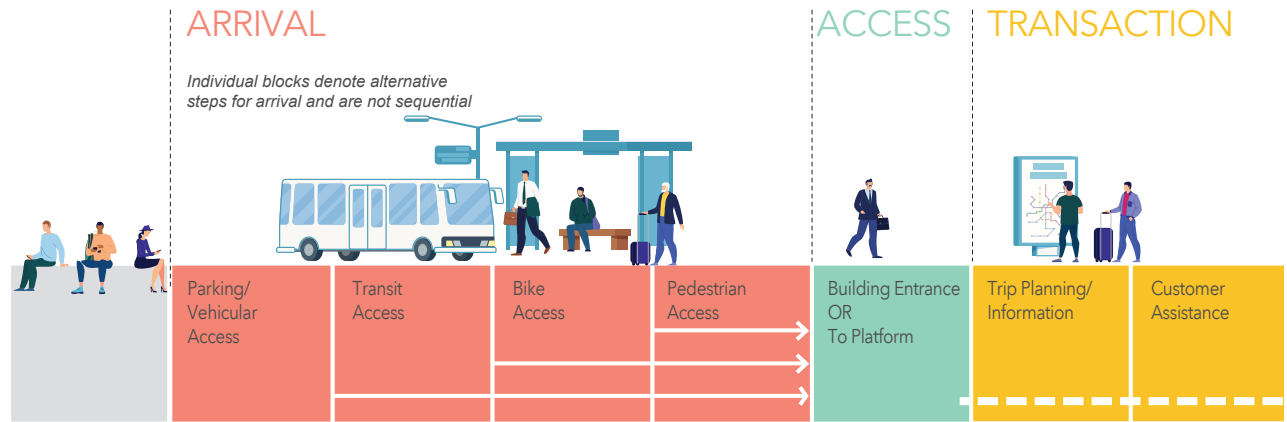 ARRIVAL
ACCESS
TRANSACTION
Individual blocks denote alternative
steps for arrival and are not sequential
Parking/
Vehicular
Access
Transit
Access
Bike
Access
Pedestrian
Access
Building Entrance
OR
To Platform
Trip Planning/
Information
Customer
Assistance